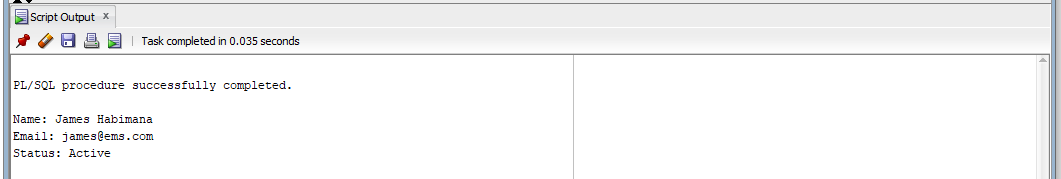 Script Output x
Task completed in 0.035 seconds
PL/SQL procedure successfully completed.
Name: James Habimana
Email: james@ems.com
Status: Active